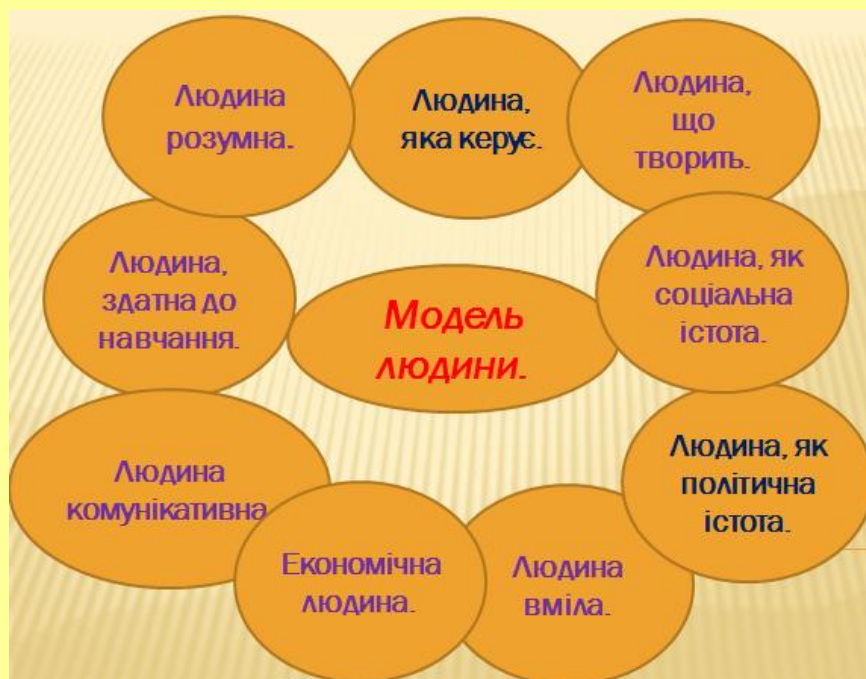 Людина
розумна.
Людина,
яка керує.
Людина,
що
творить.
Людина,
здатна до
навчання.
Модель
людини.
Людина, як
соціальна
істота.
Людина
комунікативна
Людина, як
політична
істота.
Економічна
людина.
Людина
вміла.